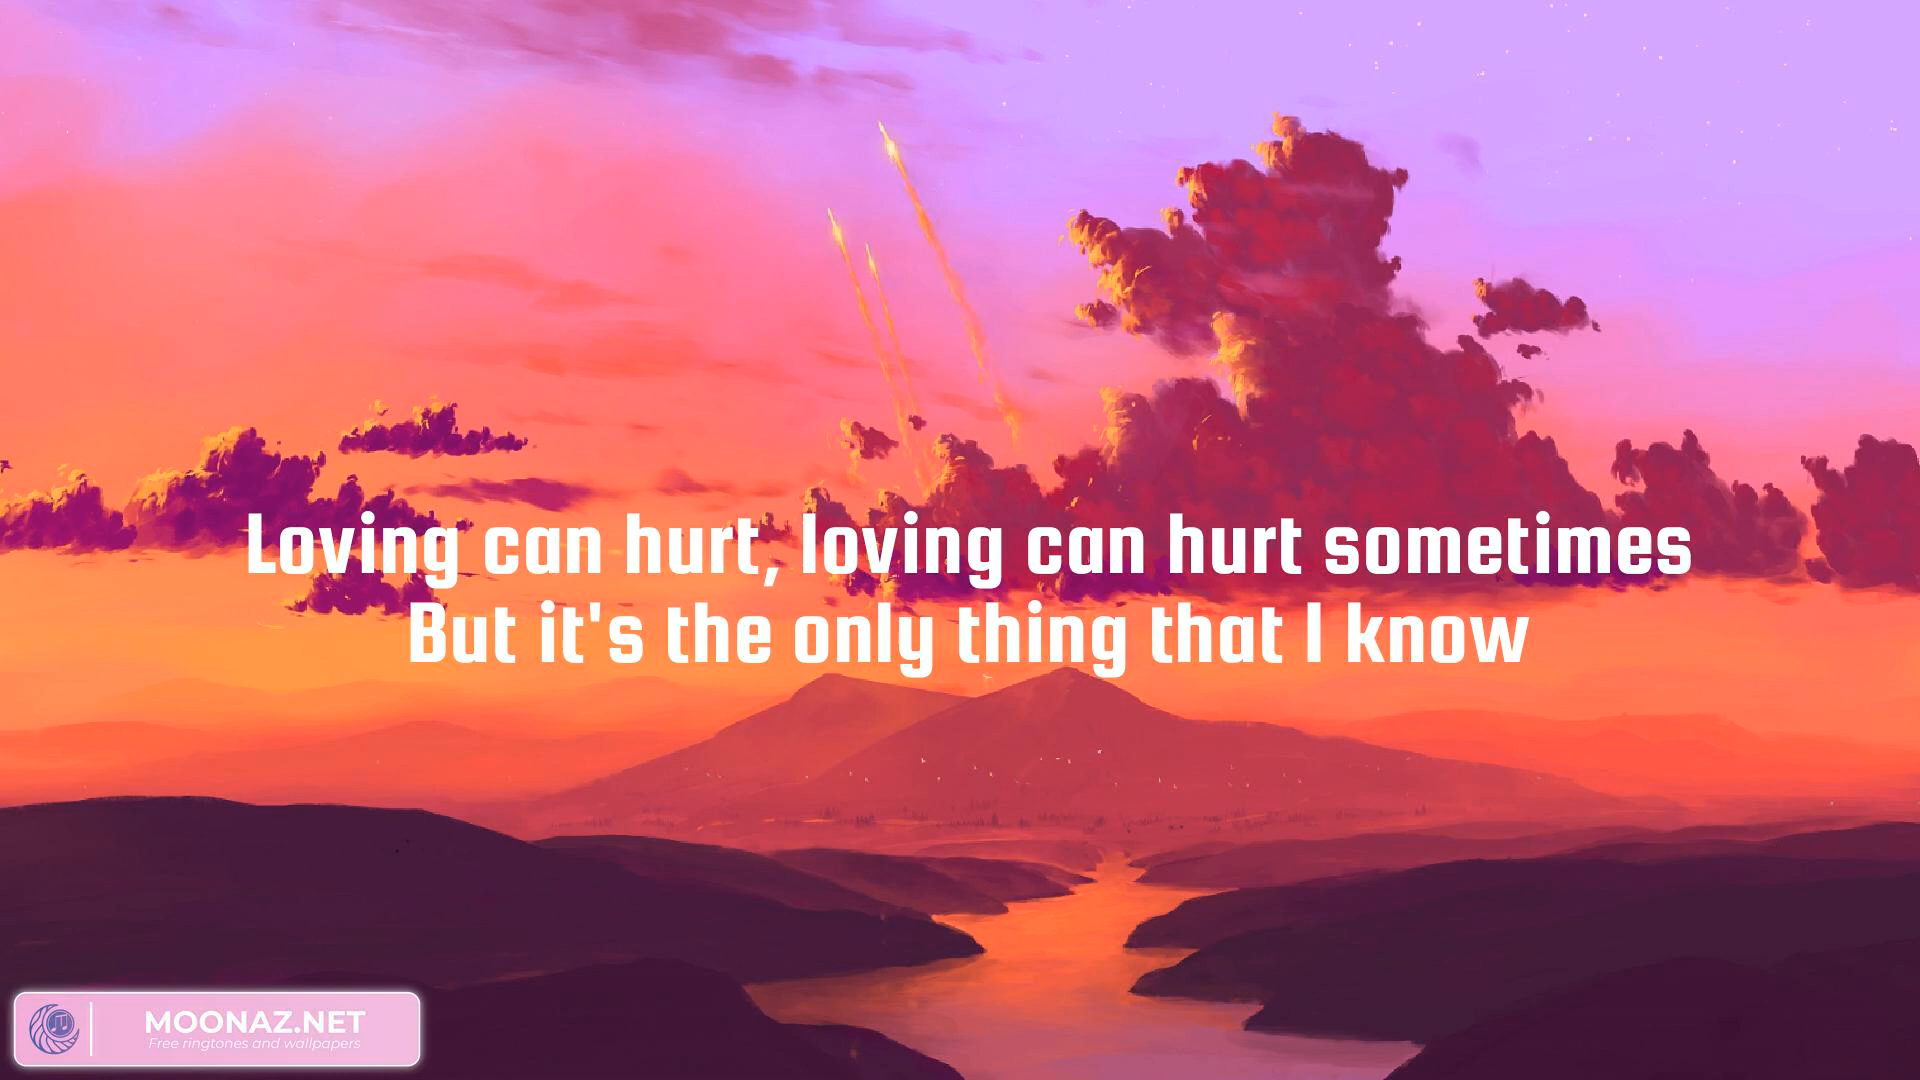 Loving can hurt, loving can hurt sometimes
But it's the only thing that I know
MOONAZ.NET
Free ringtones and wallpapers